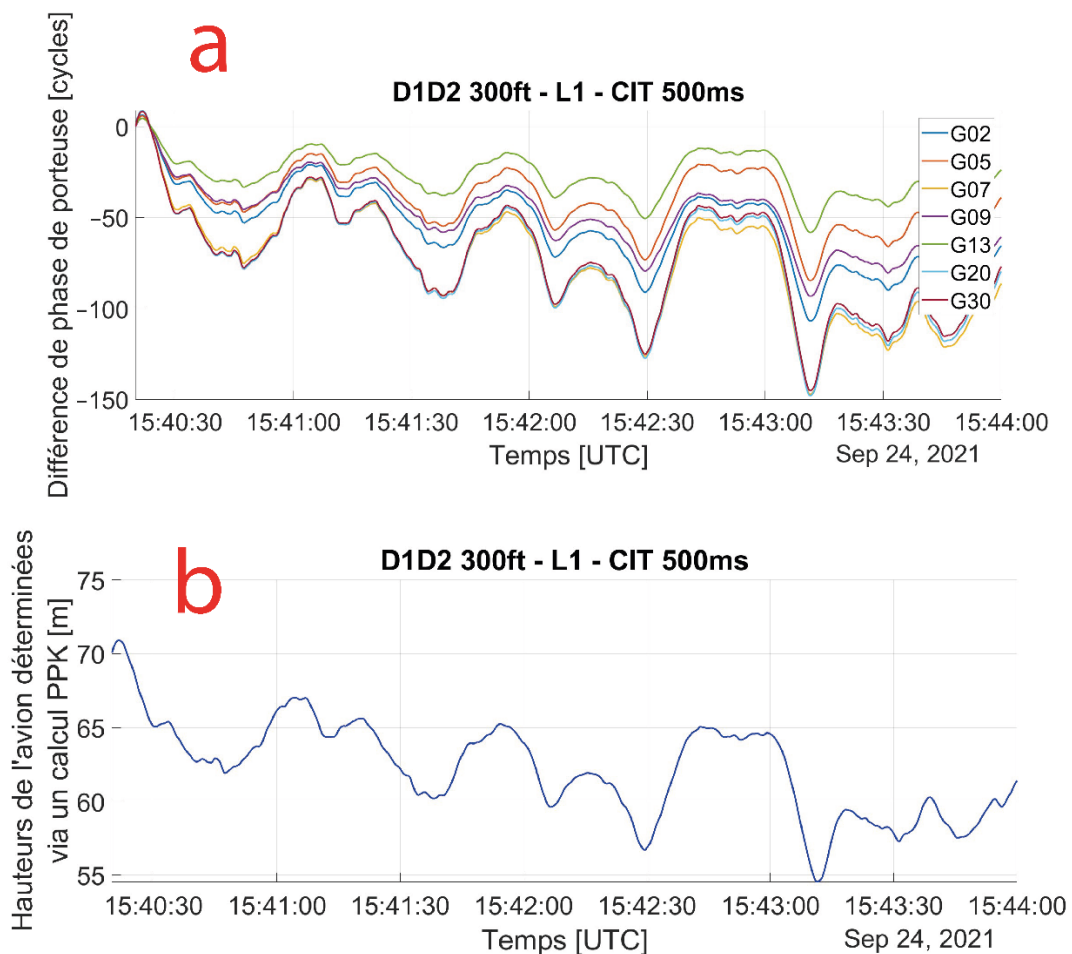 a
D1D2 300ft - L1 - CIT 500ms
Différence de phase de porteuse [cycles]
0
−50
−100
−150
G02
G05
G07
G09
G13
G20
G30
15:40:30 15:41:00 15:41:30 15:42:00 15:42:30 15:43:00 15:43:30 15:44:00
Temps [UTC]
Sep 24, 2021
b
D1D2 300ft - L1 - CIT 500ms
Hauteurs de l'avion déterminées
via un calcul PPK [m]
75
70
65
60
55
15:40:30 15:41:00 15:41:30 15:42:00 15:42:30 15:43:00 15:43:30 15:44:00
Temps [UTC]
Sep 24, 2021